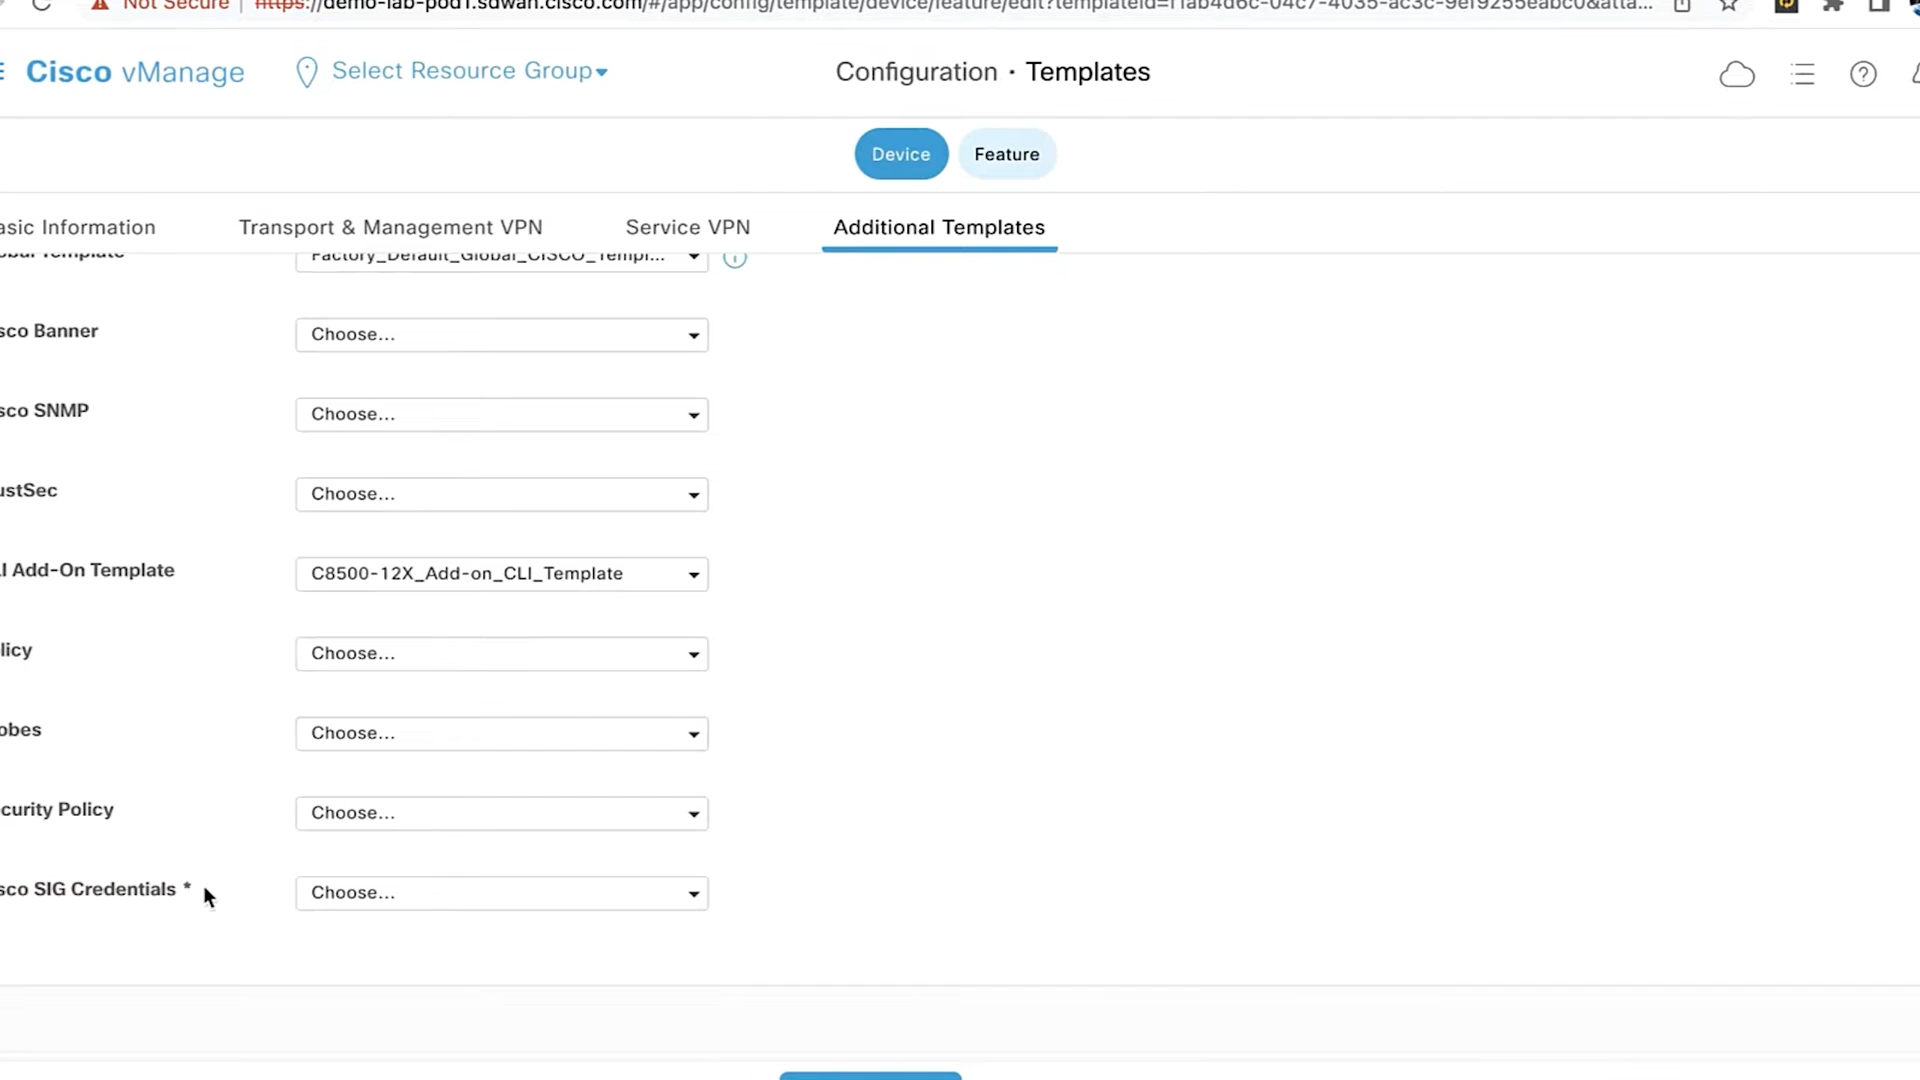 Not Secure | https://demo-lab-pod1.sdwan.cisco.com/#/app/config/template/device/feature/edit?templateId=f1ab4d6c-04c7-4035-ac3c-9ef9255eabc0&atta...
Cisco vManage Select Resource Group Configuration · Templates
Device Feature
asic Information Transport & Management VPN Service VPN Additional Templates
obal Template Factory_Default_Global_CISCO_Templ...
sco Banner Choose...
sco SNMP Choose...
ustSec Choose...
I Add-On Template C8500-12X_Add-on_CLI_Template
licy Choose...
obes Choose...
curity Policy Choose...
sco SIG Credentials * Choose...